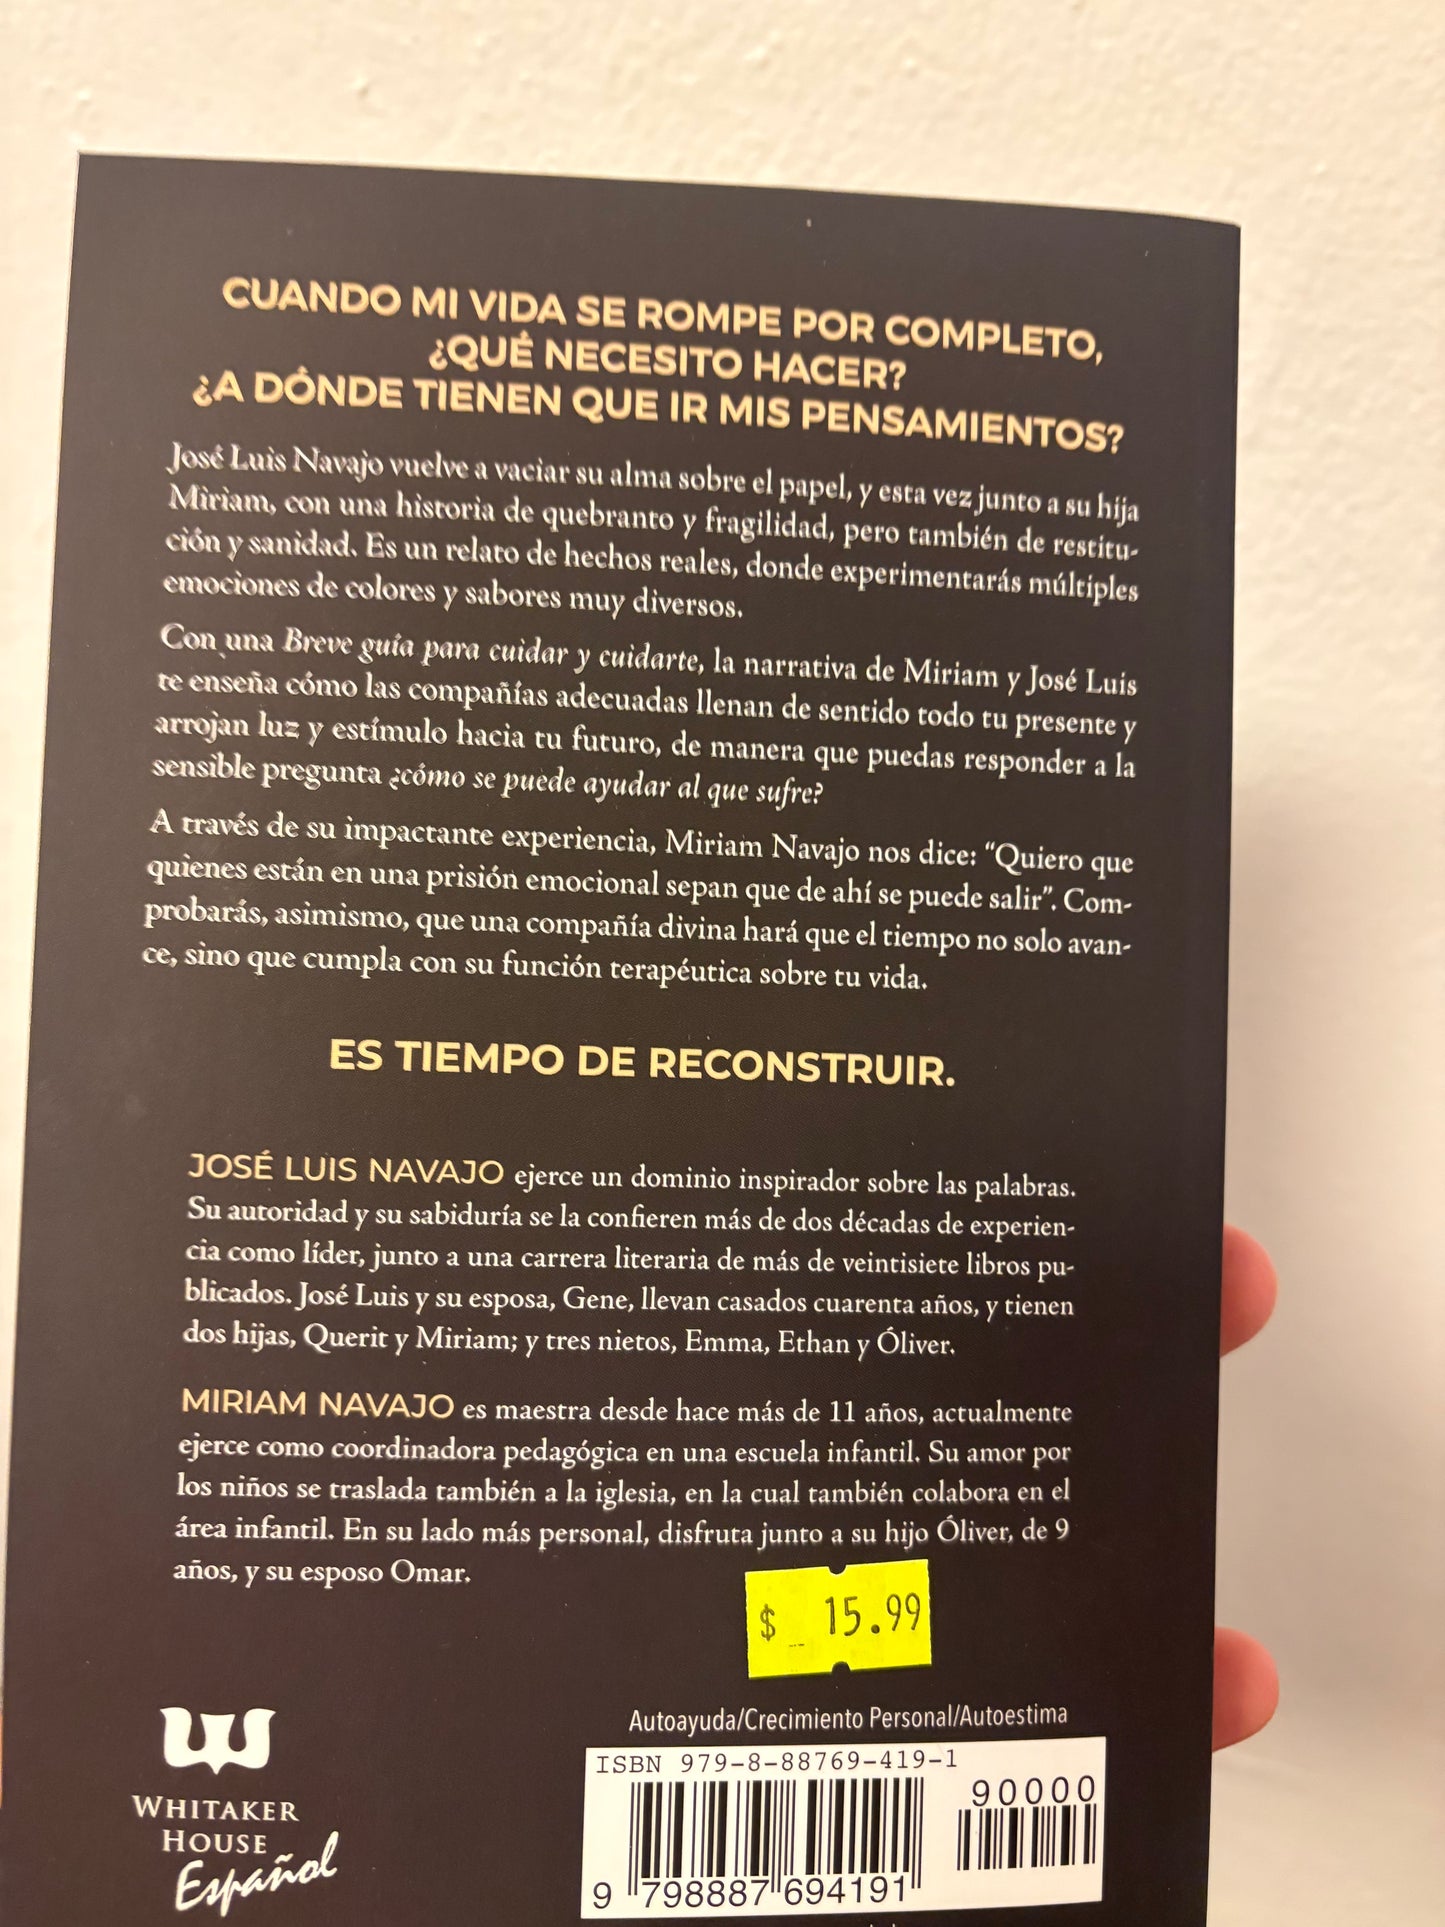 CUANDO MI VIDA SE ROMPE POR COMPLETO,
¿QUÉ NECESITO HACER?
¿A DÓNDE TIENEN QUE IR MIS PENSAMIENTOS?
José Luis Navajo vuelve a vaciar su alma sobre el papel, y esta vez junto a su hija
Miriam, con una historia de quebranto y fragilidad, pero también de restitu-
ción y sanidad. Es un relato de hechos reales, donde experimentarás múltiples
emociones de colores y sabores muy diversos.
Con una Breve guía para cuidar y cuidarte, la narrativa de Miriam y José Luis
te enseña cómo las compañías adecuadas llenan de sentido todo tu presente y
arrojan luz y estímulo hacia tu futuro, de manera que puedas responder a la
sensible pregunta ¿cómo se puede ayudar al que sufre?
A través de su impactante experiencia, Miriam Navajo nos dice: “Quiero que
quienes están en una prisión emocional sepan que de ahí se puede salir”. Com-
probarás, asimismo, que una compañía divina hará que el tiempo no solo avan-
ce, sino que cumpla con su función terapéutica sobre tu vida.
ES TIEMPO DE RECONSTRUIR.
JOSÉ LUIS NAVAJO ejerce un dominio inspirador sobre las palabras.
Su autoridad y su sabiduría se la confieren más de dos décadas de experien-
cia como líder, junto a una carrera literaria de más de veintisiete libros pu-
blicados. José Luis y su esposa, Gene, llevan casados cuarenta años, y tienen
dos hijas, Querit y Miriam; y tres nietos, Emma, Ethan y Óliver.
MIRIAM NAVAJO es maestra desde hace más de 11 años, actualmente
ejerce como coordinadora pedagógica en una escuela infantil. Su amor por
los niños se traslada también a la iglesia, en la cual también colabora en el
área infantil. En su lado más personal, disfruta junto a su hijo Óliver, de 9
años, y su esposo Omar.
$ 15.99
Autoayuda/Crecimiento Personal/Autoestima
ISBN 979-8-88769-419-1
90000
9 798887 694191
WHITAKER
HOUSE
Español